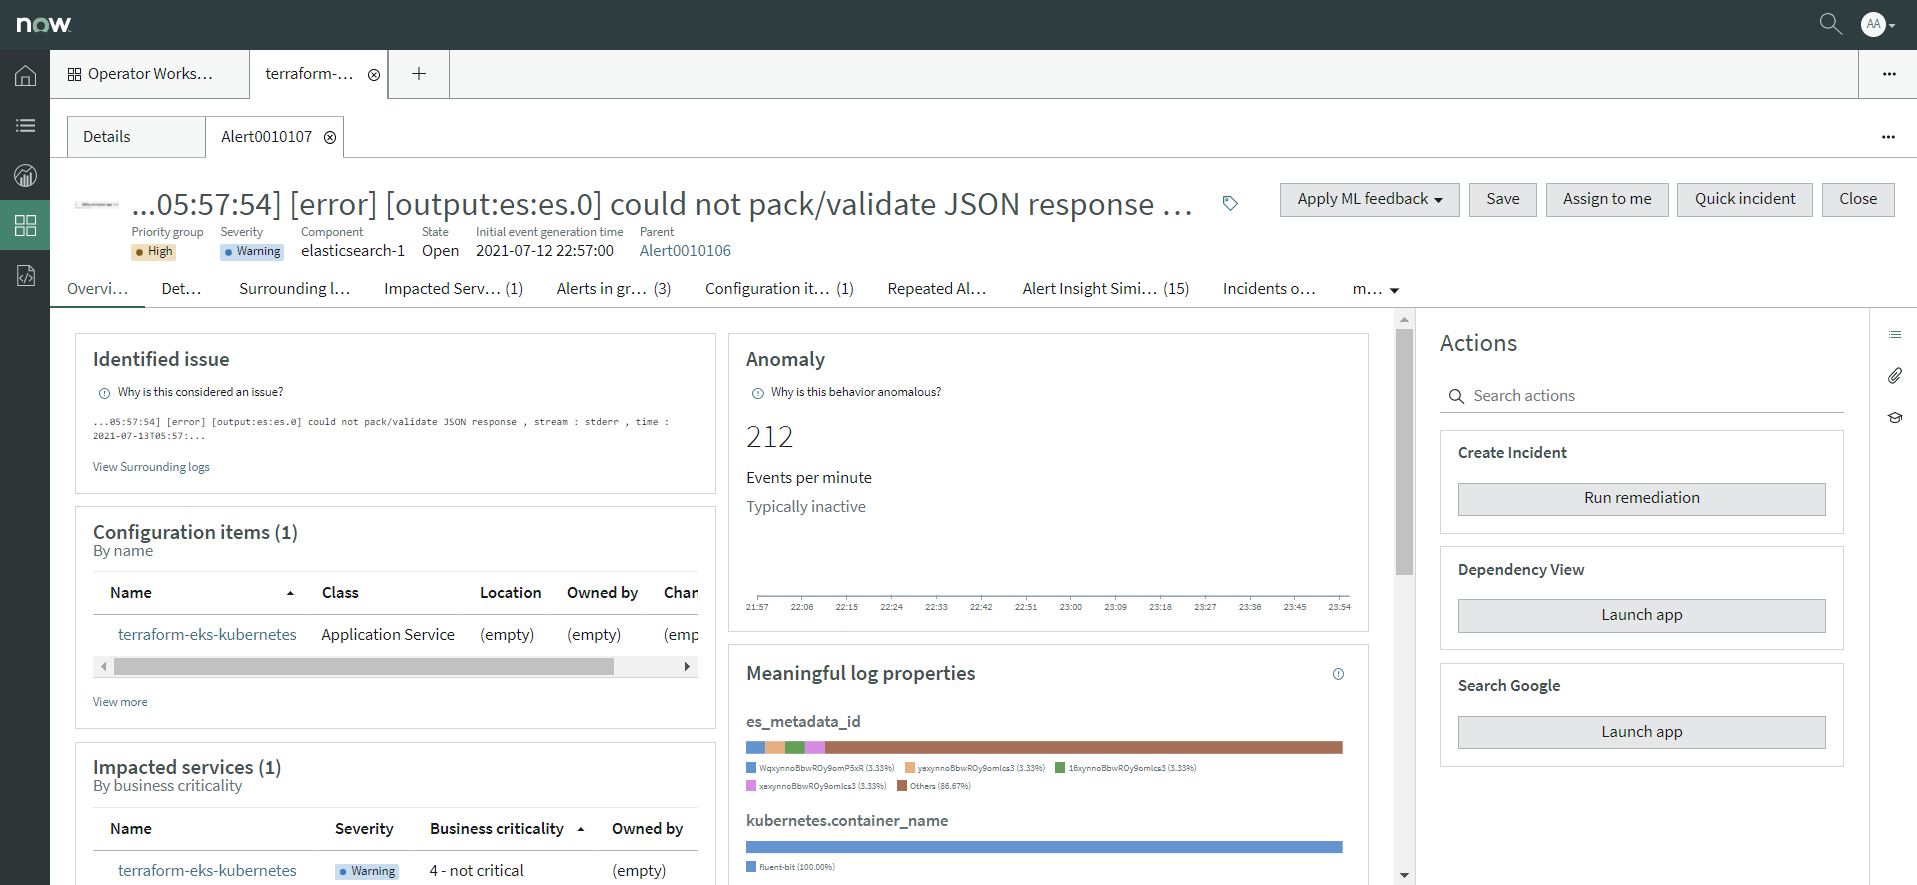 now
AA
Operator Works...
terraform-...
Details
Alert0010107
...05:57:54] [error] [output:es:es.0] could not pack/validate JSON response ...
Apply ML feedback
Save
Assign to me
Quick incident
Close
Priority group
Severity
Component
State
Initial event generation time
Parent
High
Warning
elasticsearch-1
Open
2021-07-12 22:57:00
Alert0010106
Overvi...
Det...
Surrounding l...
Impacted Serv... (1)
Alerts in gr... (3)
Configuration it... (1)
Repeated Al...
Alert Insight Simi... (15)
Incidents o...
m...
Identified issue
Why is this considered an issue?
...05:57:54] [error] [output:es:es.0] could not pack/validate JSON response , stream : stderr , time :
2021-07-13T05:57:...
View Surrounding logs
Configuration items (1)
By name
Name Class Location Owned by Char
terraform-eks-kubernetes Application Service (empty) (empty) (emp
View more
Impacted services (1)
By business criticality
Name Severity Business criticality Owned by
terraform-eks-kubernetes Warning 4 - not critical (empty)
Anomaly
Why is this behavior anomalous?
212
Events per minute
Typically inactive
21:57 22:06 22:15 22:24 22:33 22:42 22:51 23:00 23:09 23:18 23:27 23:36 23:45 23:54
Meaningful log properties
es_metadata_id
WqxynnoBbwROy9omP5xR (3.33%) yaxynnoBbwROy9omlcs3 (3.33%) 16xynnoBbwROy9omlcs3 (3.33%)
xaxynnoBbwROy9omlcs3 (3.33%) Others (86.67%)
kubernetes.container_name
fluent-bit (100.00%)
Actions
Search actions
Create Incident
Run remediation
Dependency View
Launch app
Search Google
Launch app